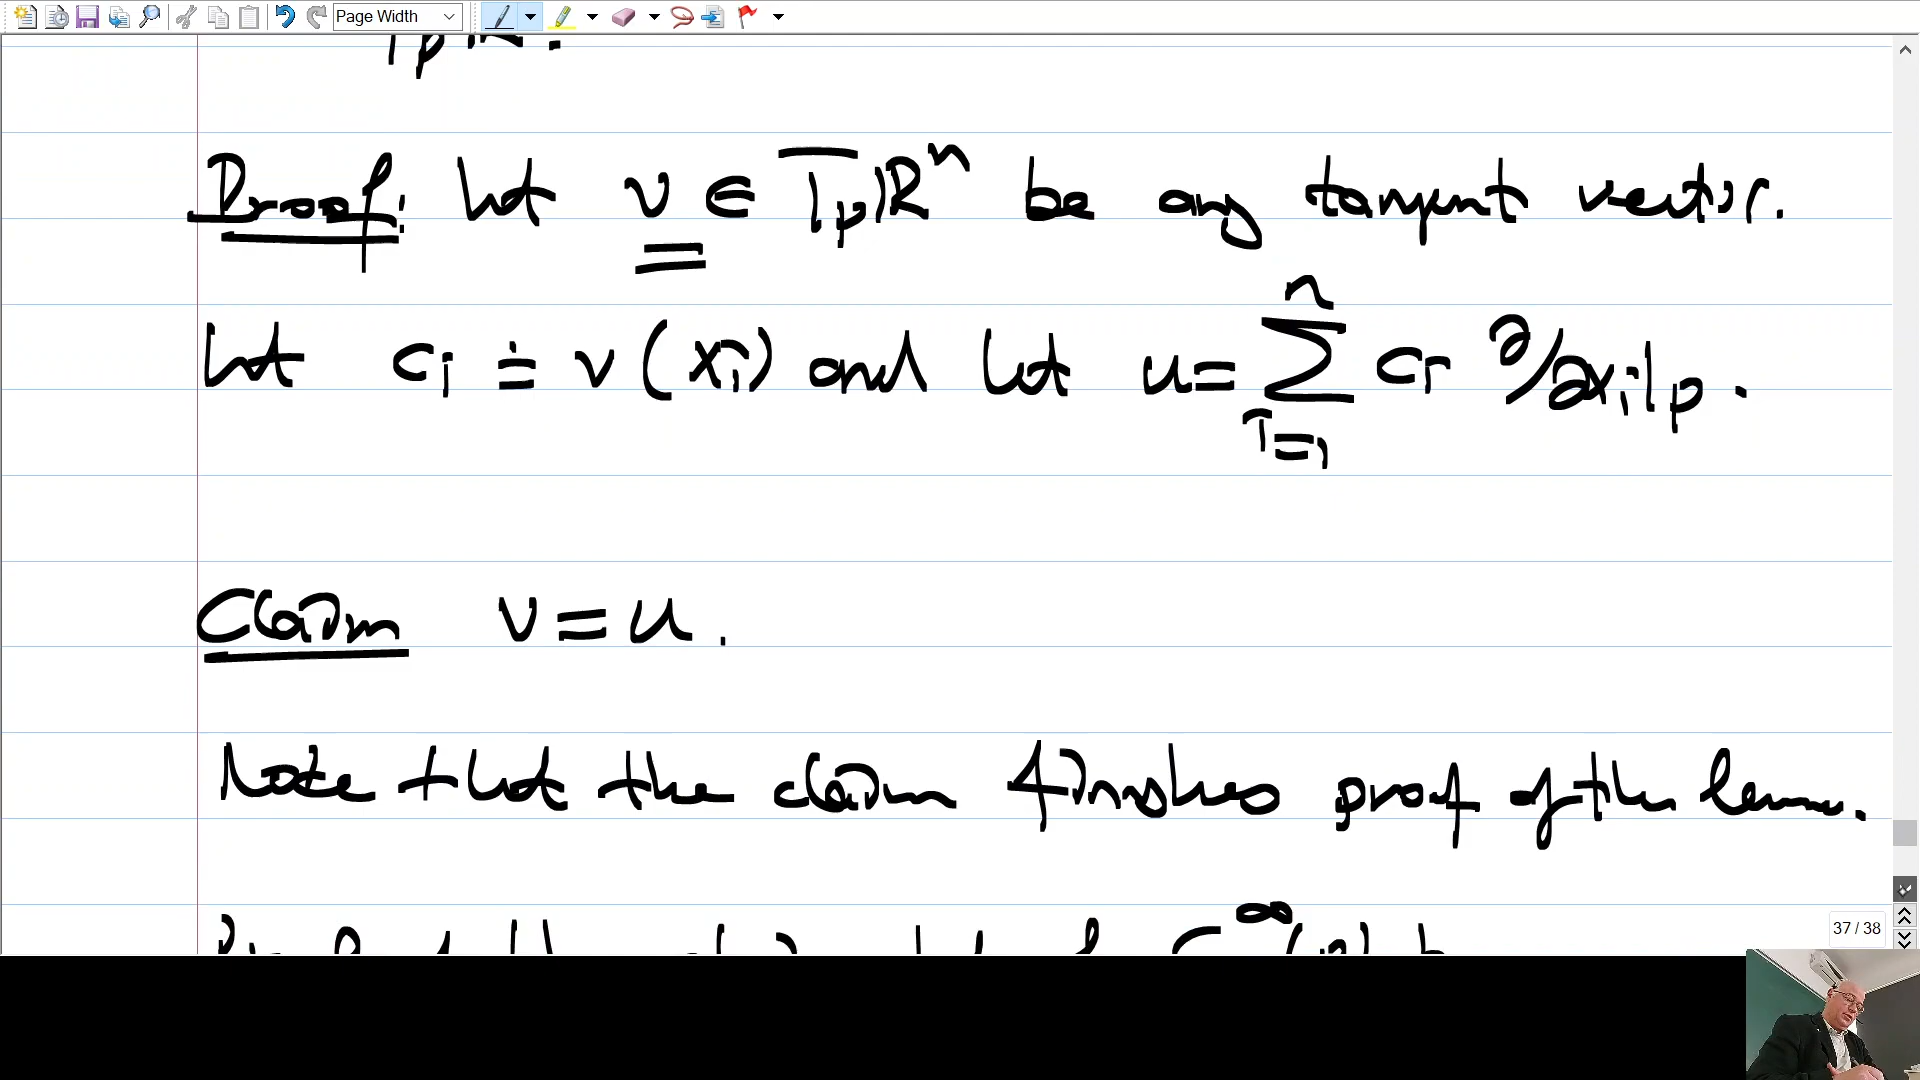 Page Width
TpR.
Proof: Let v ∈ TpRⁿ be any tangent vector.
Let ci ≐ v(xi) and let u = Σ_{i=1}^{n} ci ∂/∂xi|p.
Claim v = u.
Note that the claim finishes proof of the lemma.
37 / 38